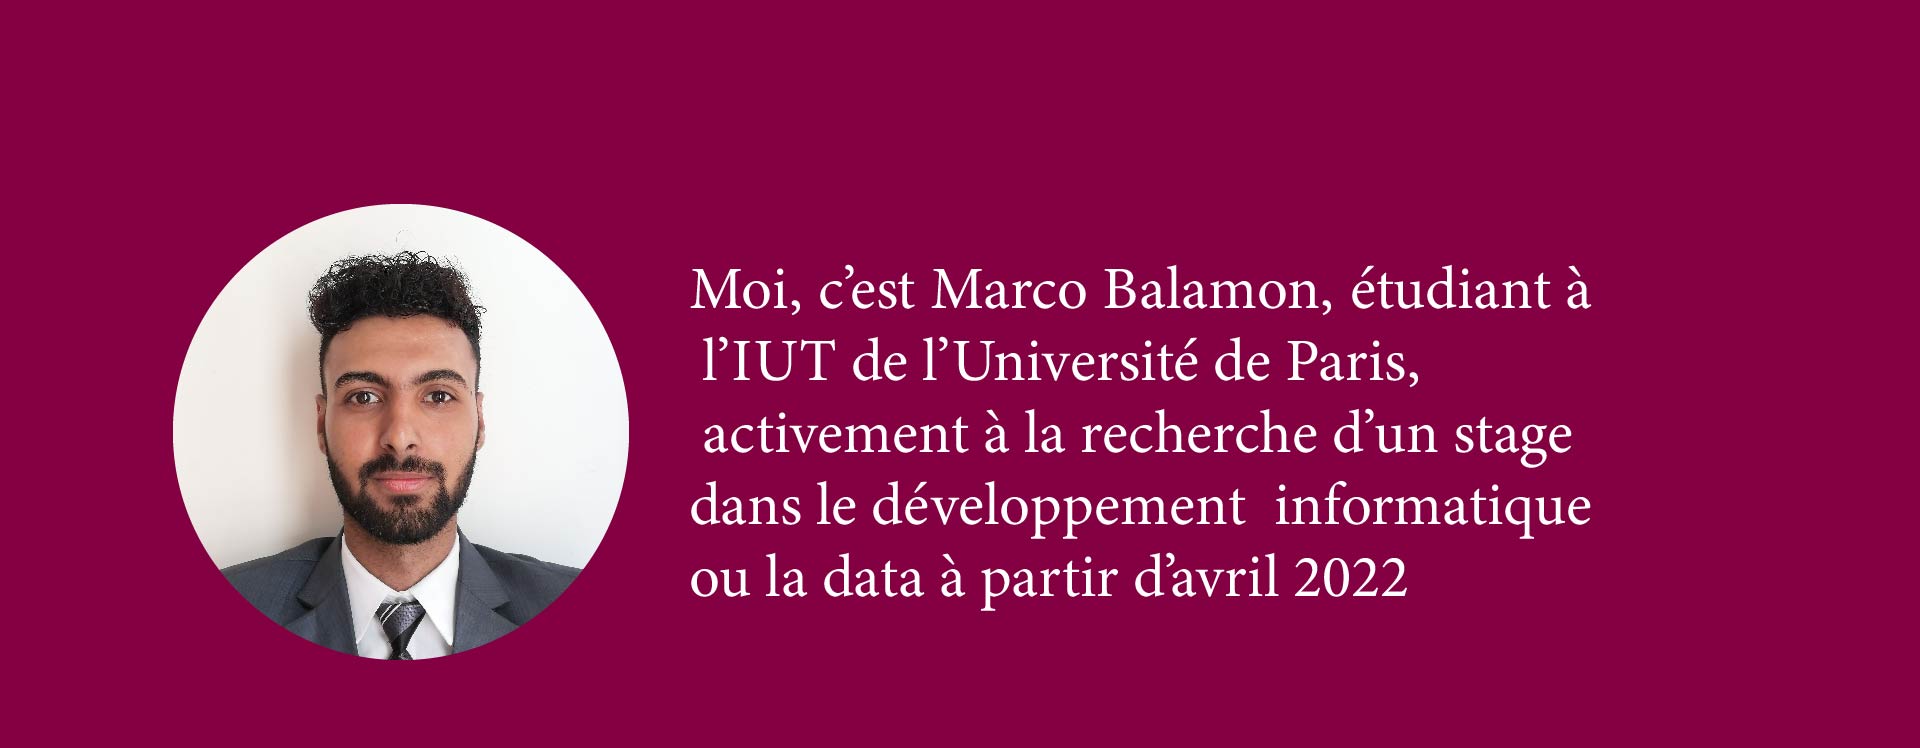 Moi, c’est Marco Balamon, étudiant à
l’IUT de l’Université de Paris,
activement à la recherche d’un stage
dans le développement  informatique
ou la data à partir d’avril 2022